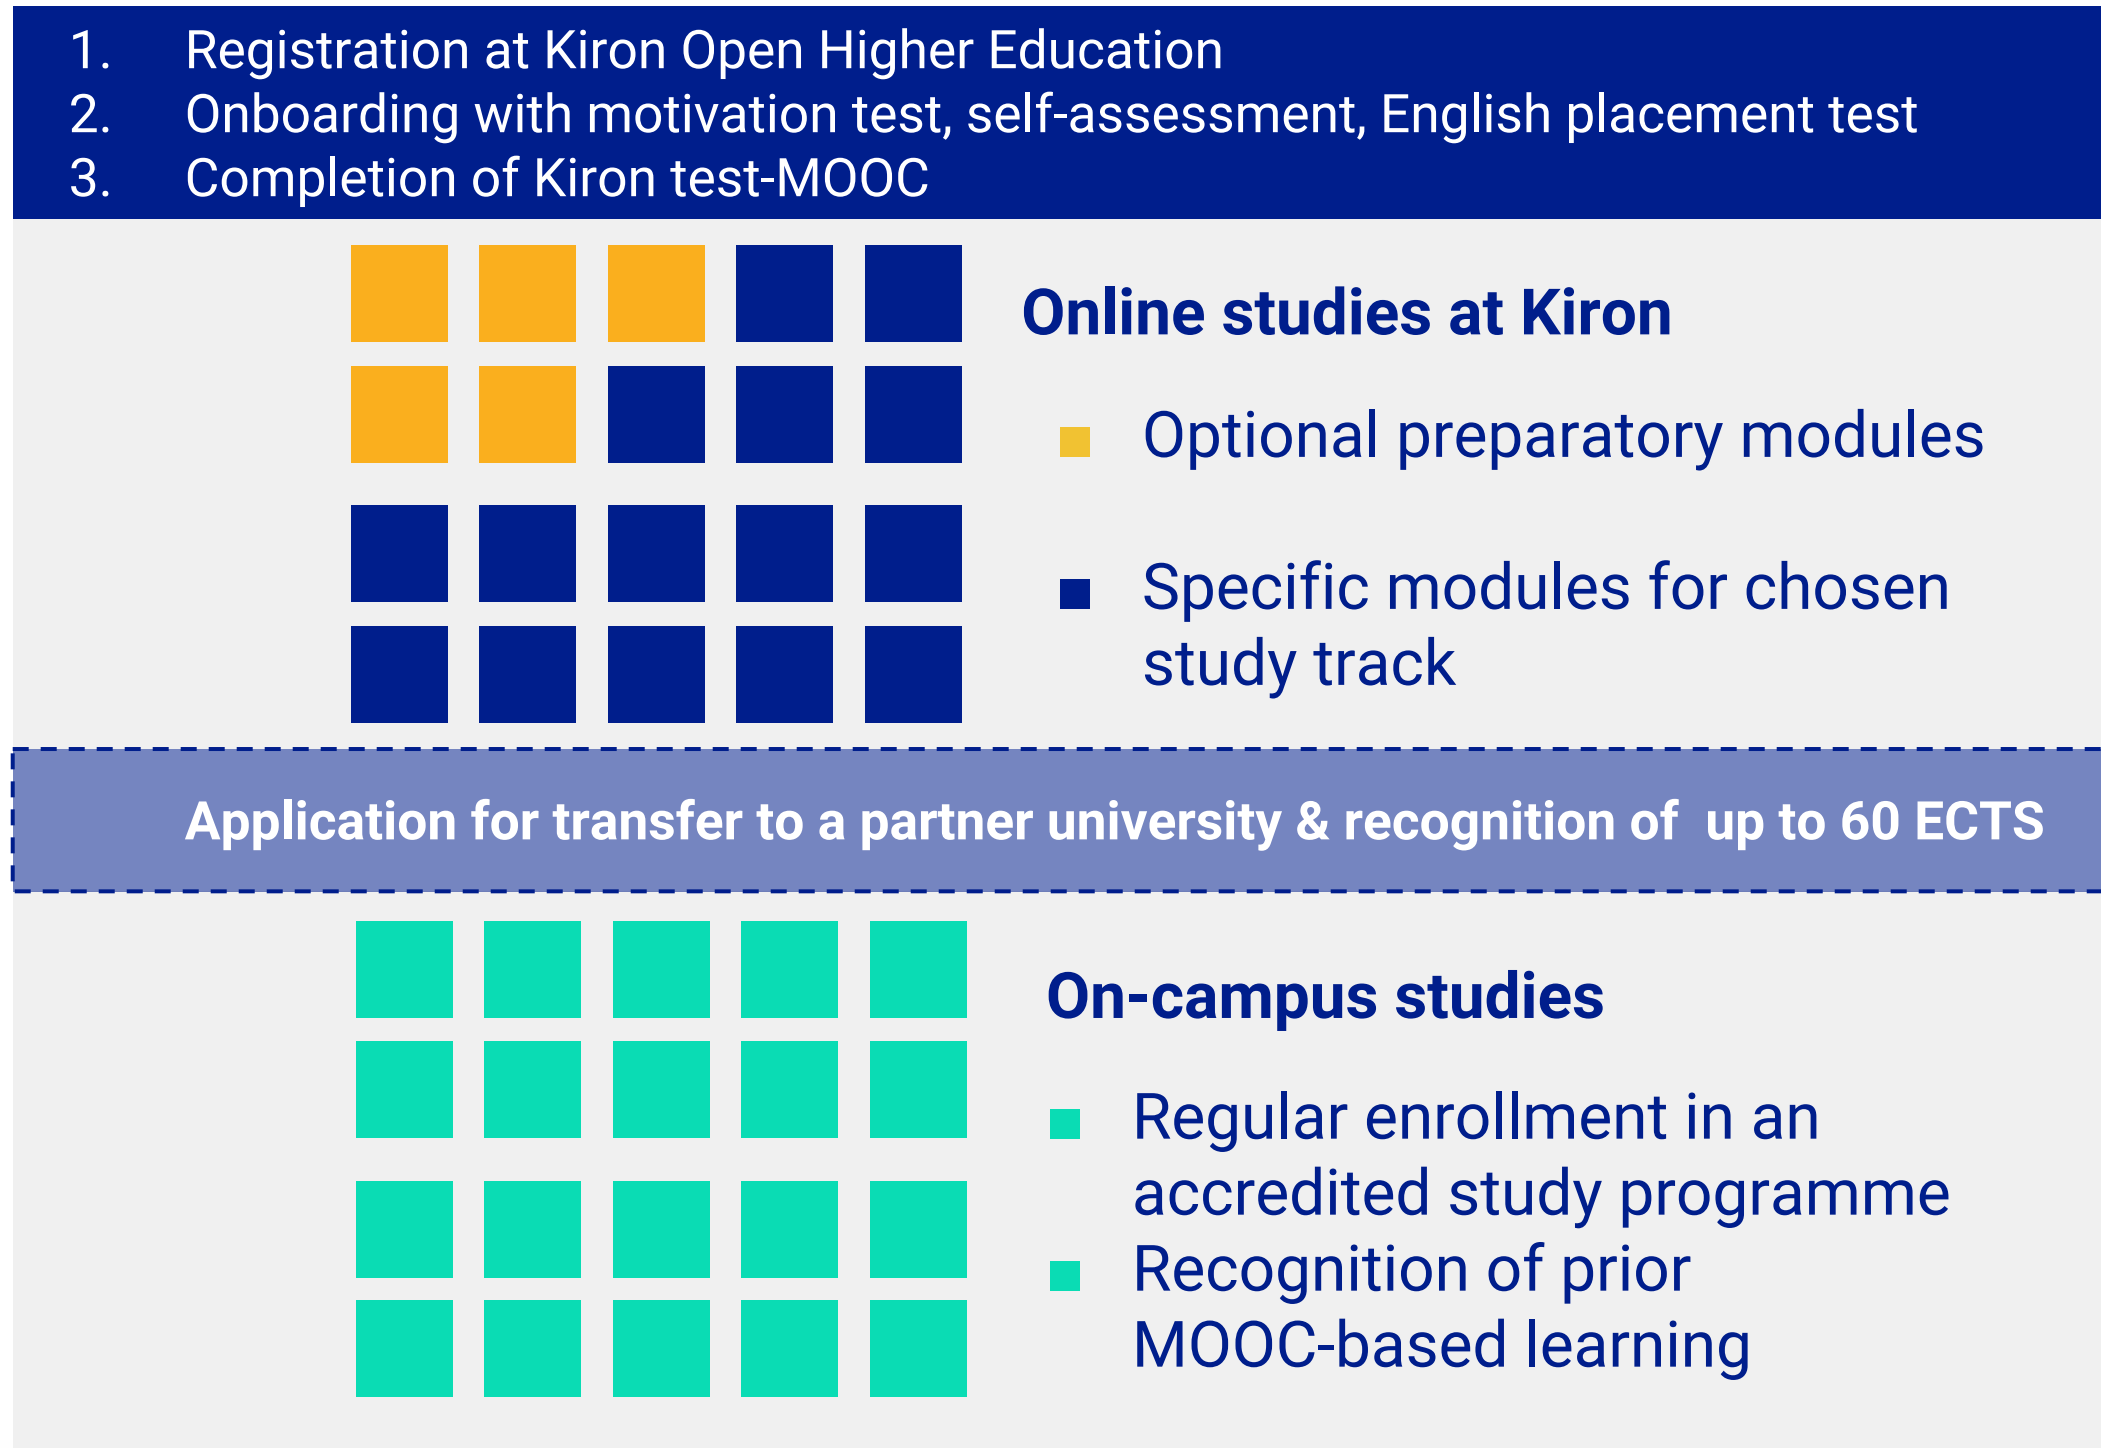 1. Registration at Kiron Open Higher Education
2. Onboarding with motivation test, self-assessment, English placement test
3. Completion of Kiron test-MOOC
Online studies at Kiron
Optional preparatory modules
Specific modules for chosen
study track
Application for transfer to a partner university & recognition of up to 60 ECTS
On-campus studies
Regular enrollment in an
accredited study programme
Recognition of prior
MOOC-based learning